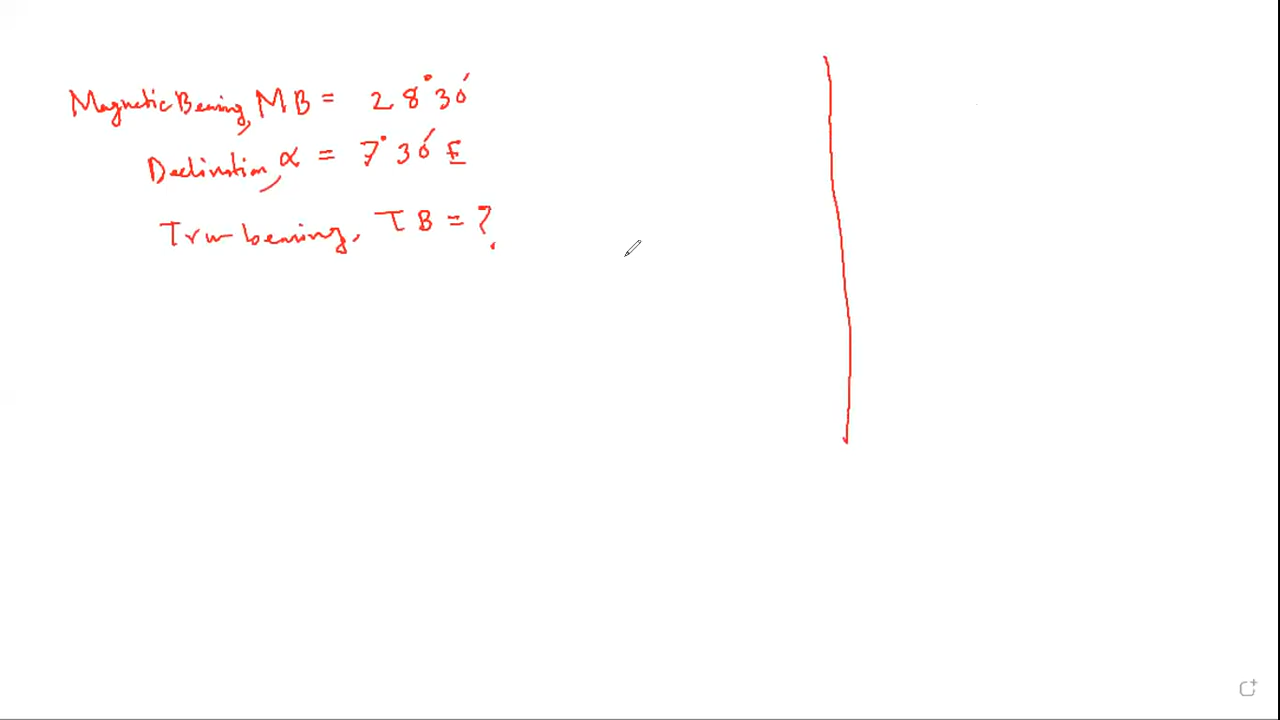 Magnetic Bearing, MB = 28°30'
Declination, α = 7°30' E
True bearing, TB = ?